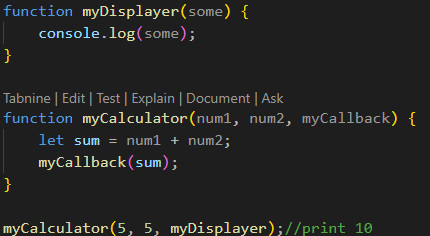 function myDisplayer(some) {
    console.log(some);
}
Tabnine | Edit | Test | Explain | Document | Ask
function myCalculator(num1, num2, myCallback) {
    let sum = num1 + num2;
    myCallback(sum);
}
myCalculator(5, 5, myDisplayer);//print 10